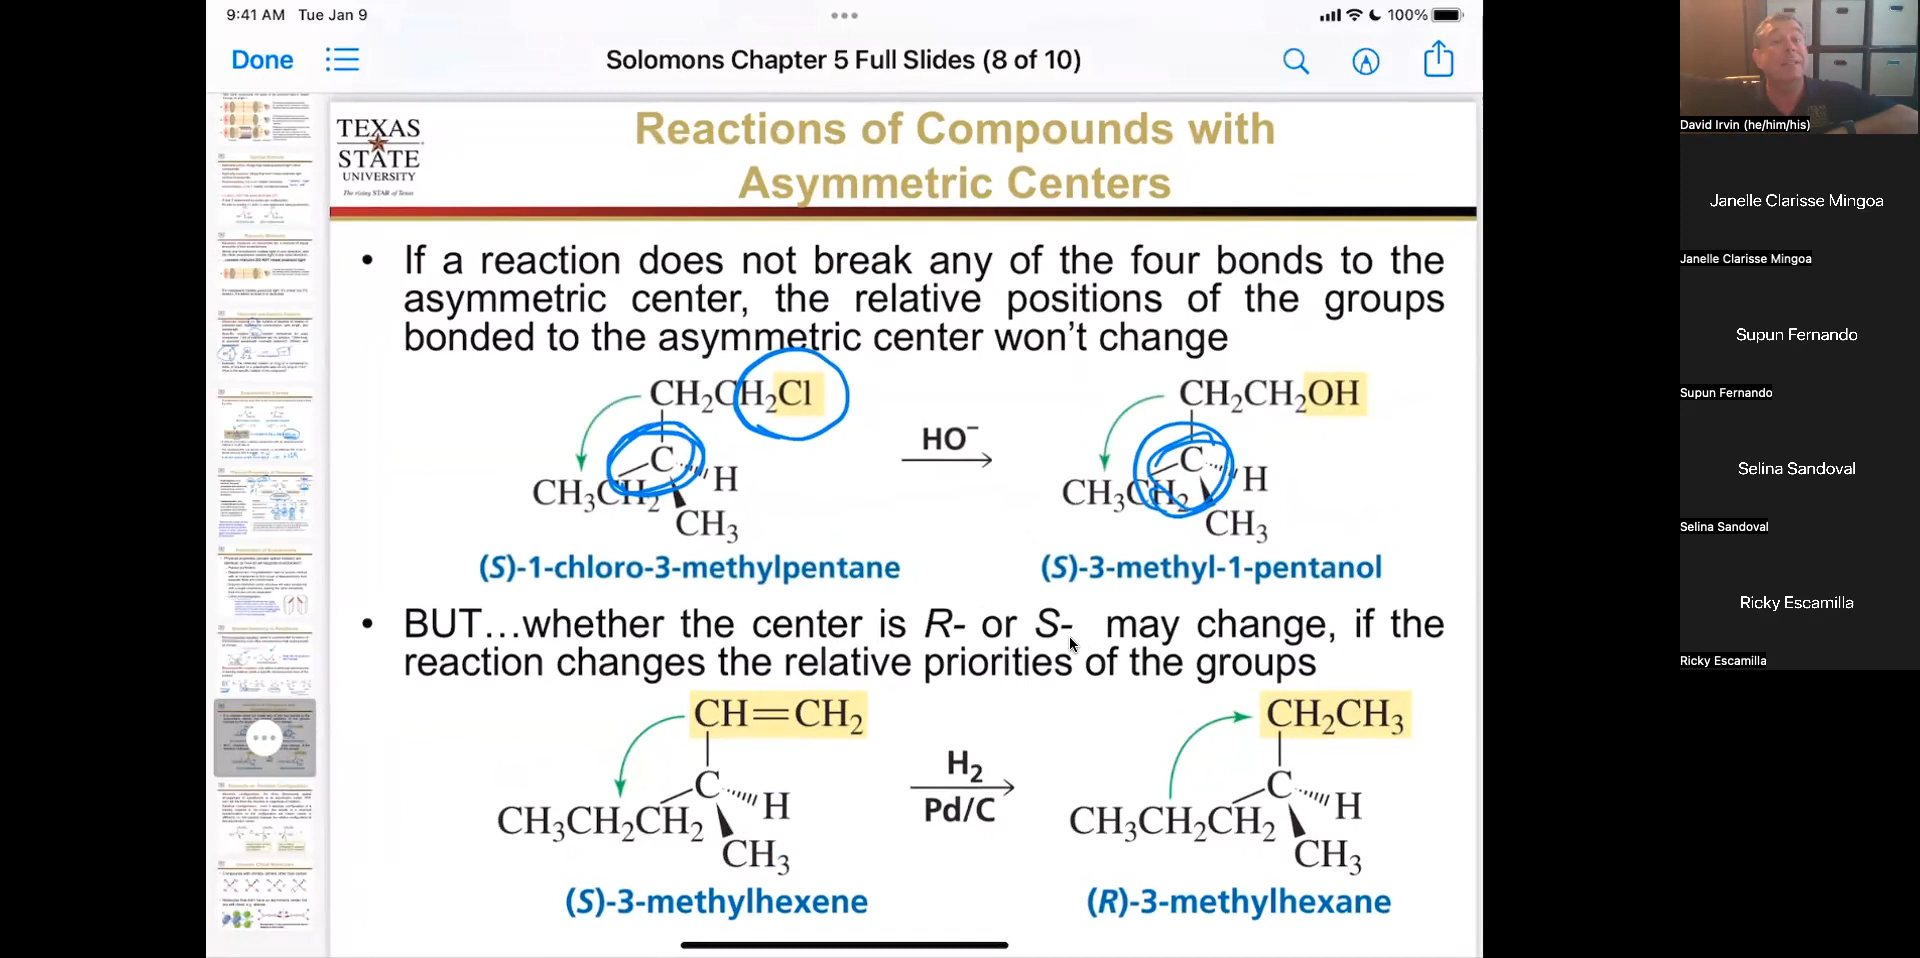 9:41 AM Tue Jan 9
100%
Done
Solomons Chapter 5 Full Slides (8 of 10)
TEXAS
STATE
UNIVERSITY
The rising STAR of Texas
Reactions of Compounds with
Asymmetric Centers
• If a reaction does not break any of the four bonds to the
asymmetric center, the relative positions of the groups
bonded to the asymmetric center won't change
CH₂CH₂Cl
C
H
CH₃CH₂
CH₃
(S)-1-chloro-3-methylpentane
HO⁻
CH₂CH₂OH
C
H
CH₃CH₂
CH₃
(S)-3-methyl-1-pentanol
• BUT…whether the center is R- or S- may change, if the
reaction changes the relative priorities of the groups
CH=CH₂
C
H
CH₃CH₂CH₂
CH₃
(S)-3-methylhexene
H₂
Pd/C
CH₂CH₃
C
H
CH₃CH₂CH₂
CH₃
(R)-3-methylhexane
David Irvin (he/him/his)
Janelle Clarisse Mingoa
Janelle Clarisse Mingoa
Supun Fernando
Supun Fernando
Selina Sandoval
Selina Sandoval
Ricky Escamilla
Ricky Escamilla